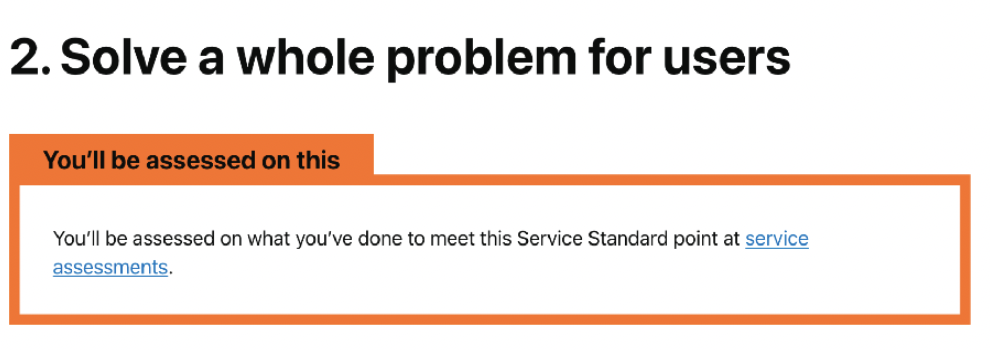 2. Solve a whole problem for users
You’ll be assessed on this
You’ll be assessed on what you’ve done to meet this Service Standard point at service
assessments.